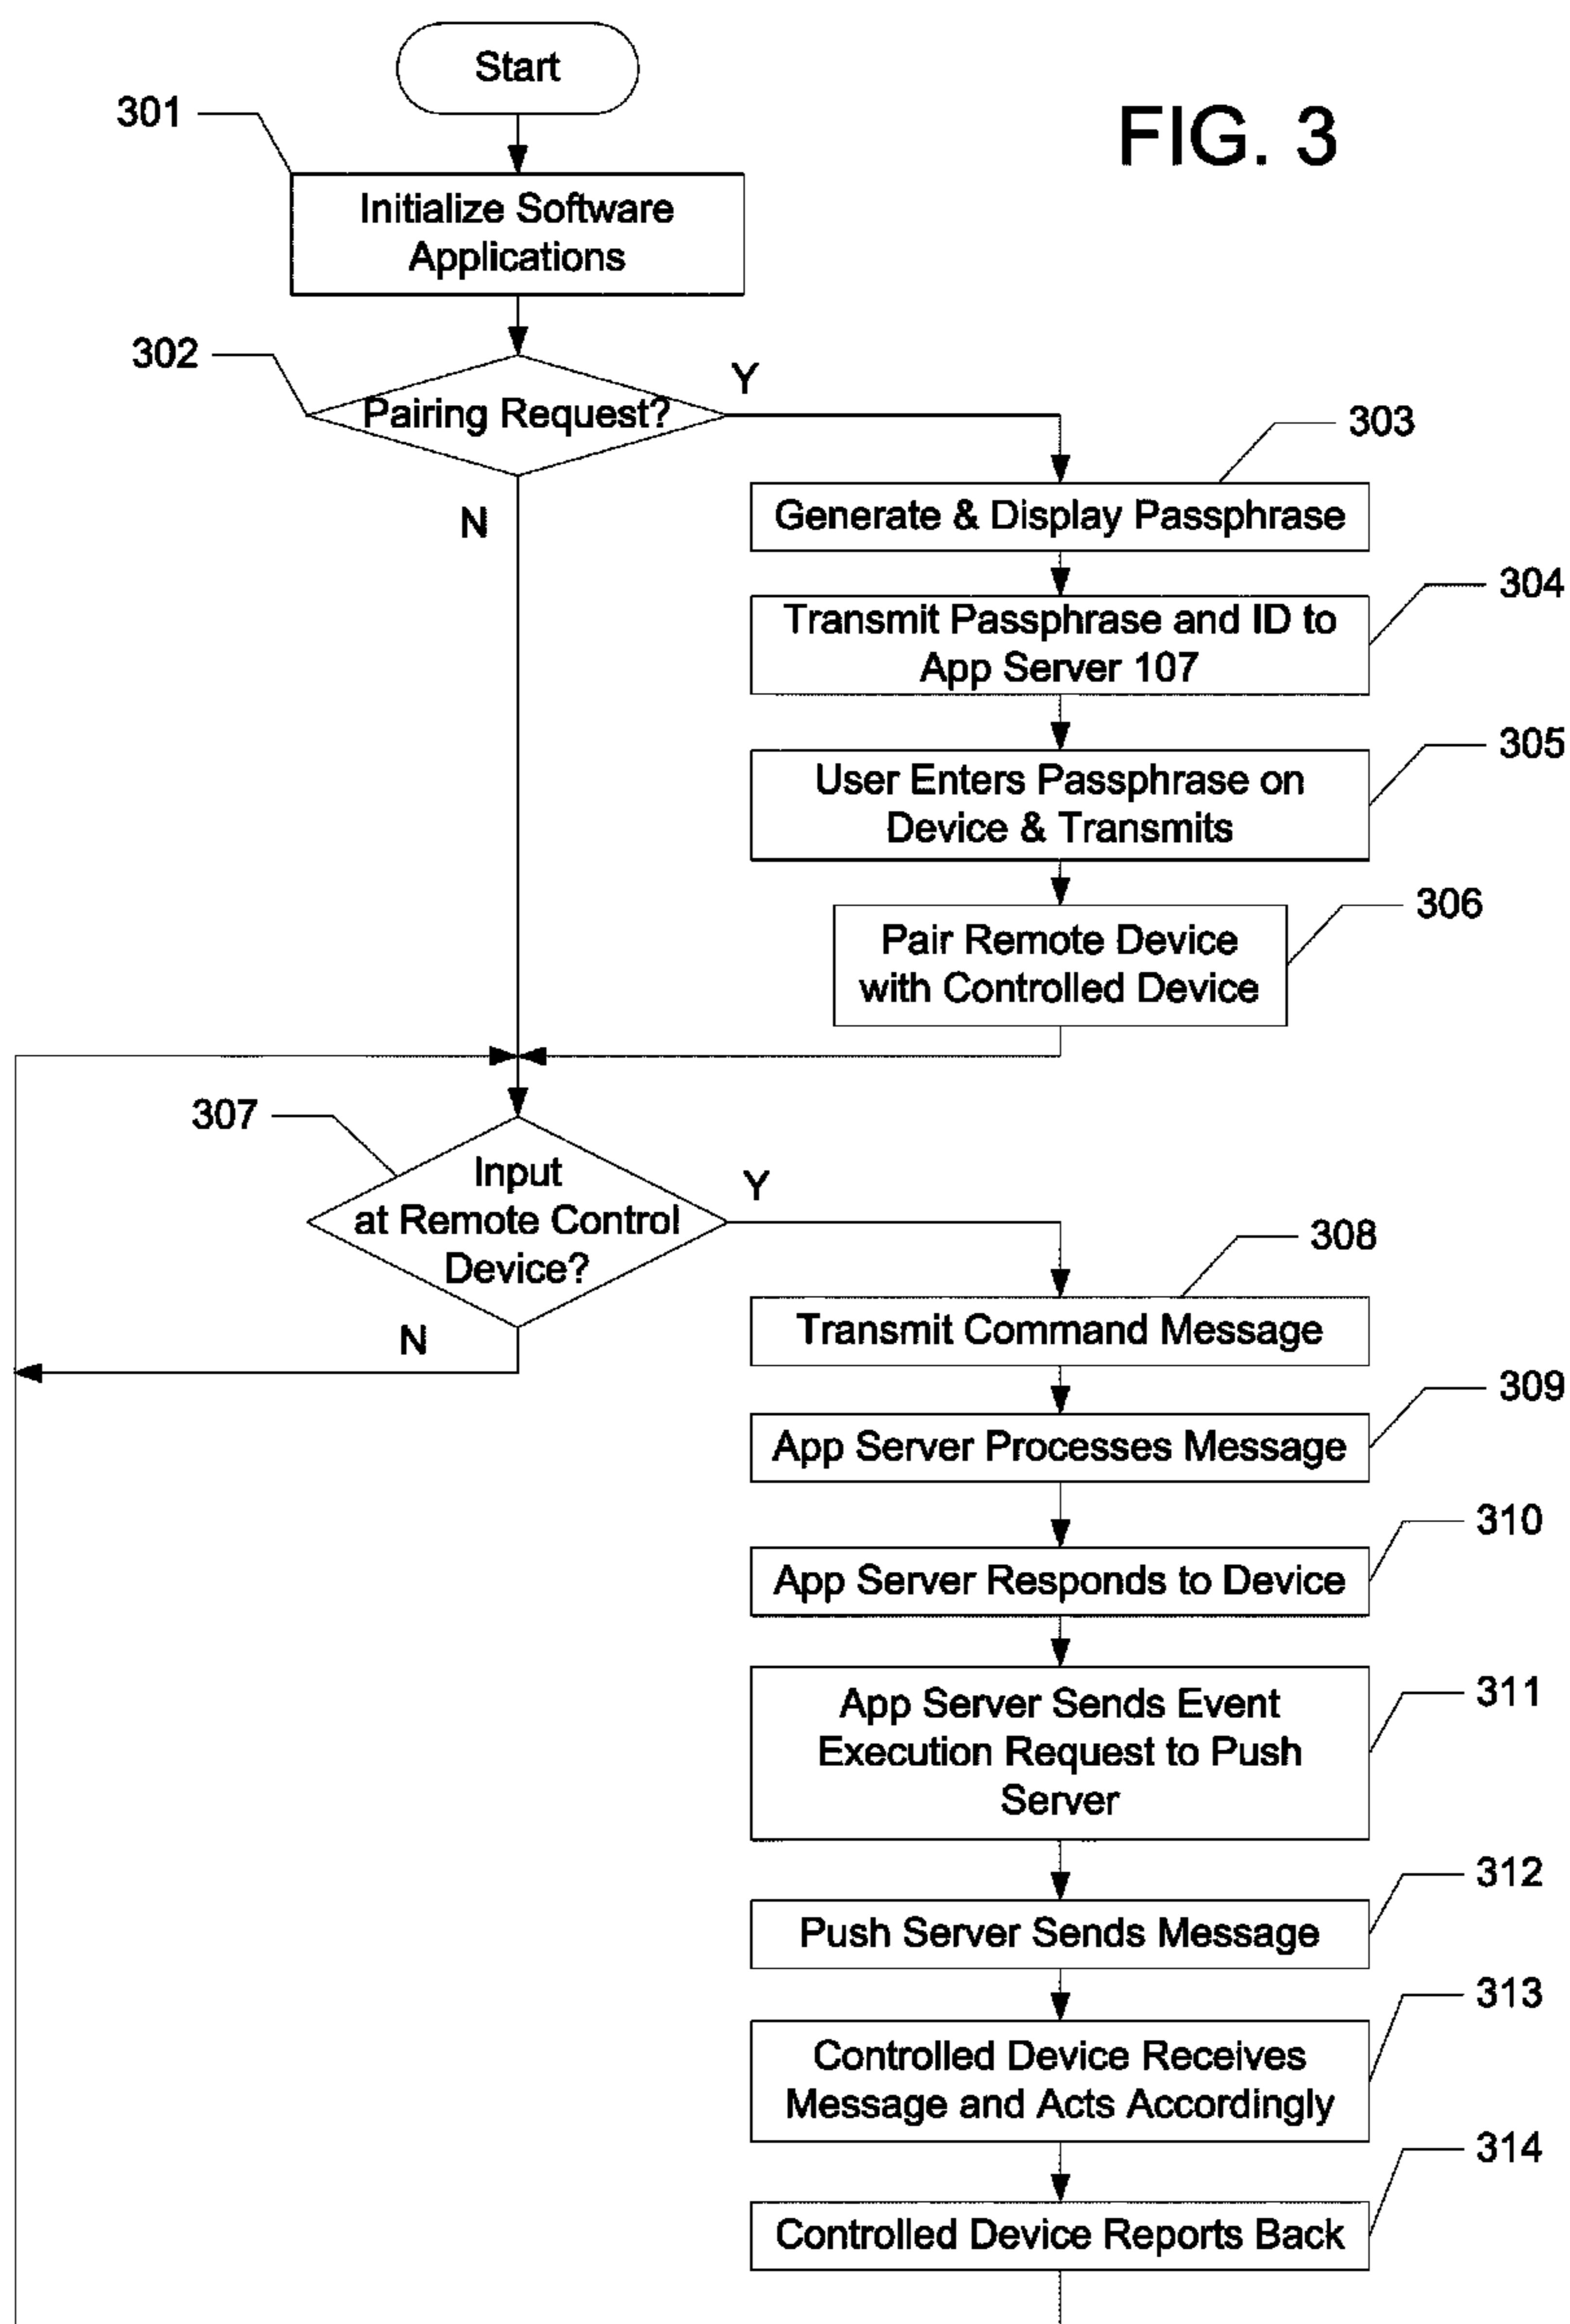 Start
FIG. 3
301
Initialize Software
Applications
302
Pairing Request?
Y
N
303
Generate & Display Passphrase
304
Transmit Passphrase and ID to
App Server 107
305
User Enters Passphrase on
Device & Transmits
306
Pair Remote Device
with Controlled Device
307
Input
at Remote Control
Device?
Y
N
308
Transmit Command Message
309
App Server Processes Message
310
App Server Responds to Device
311
App Server Sends Event
Execution Request to Push
Server
312
Push Server Sends Message
313
Controlled Device Receives
Message and Acts Accordingly
314
Controlled Device Reports Back